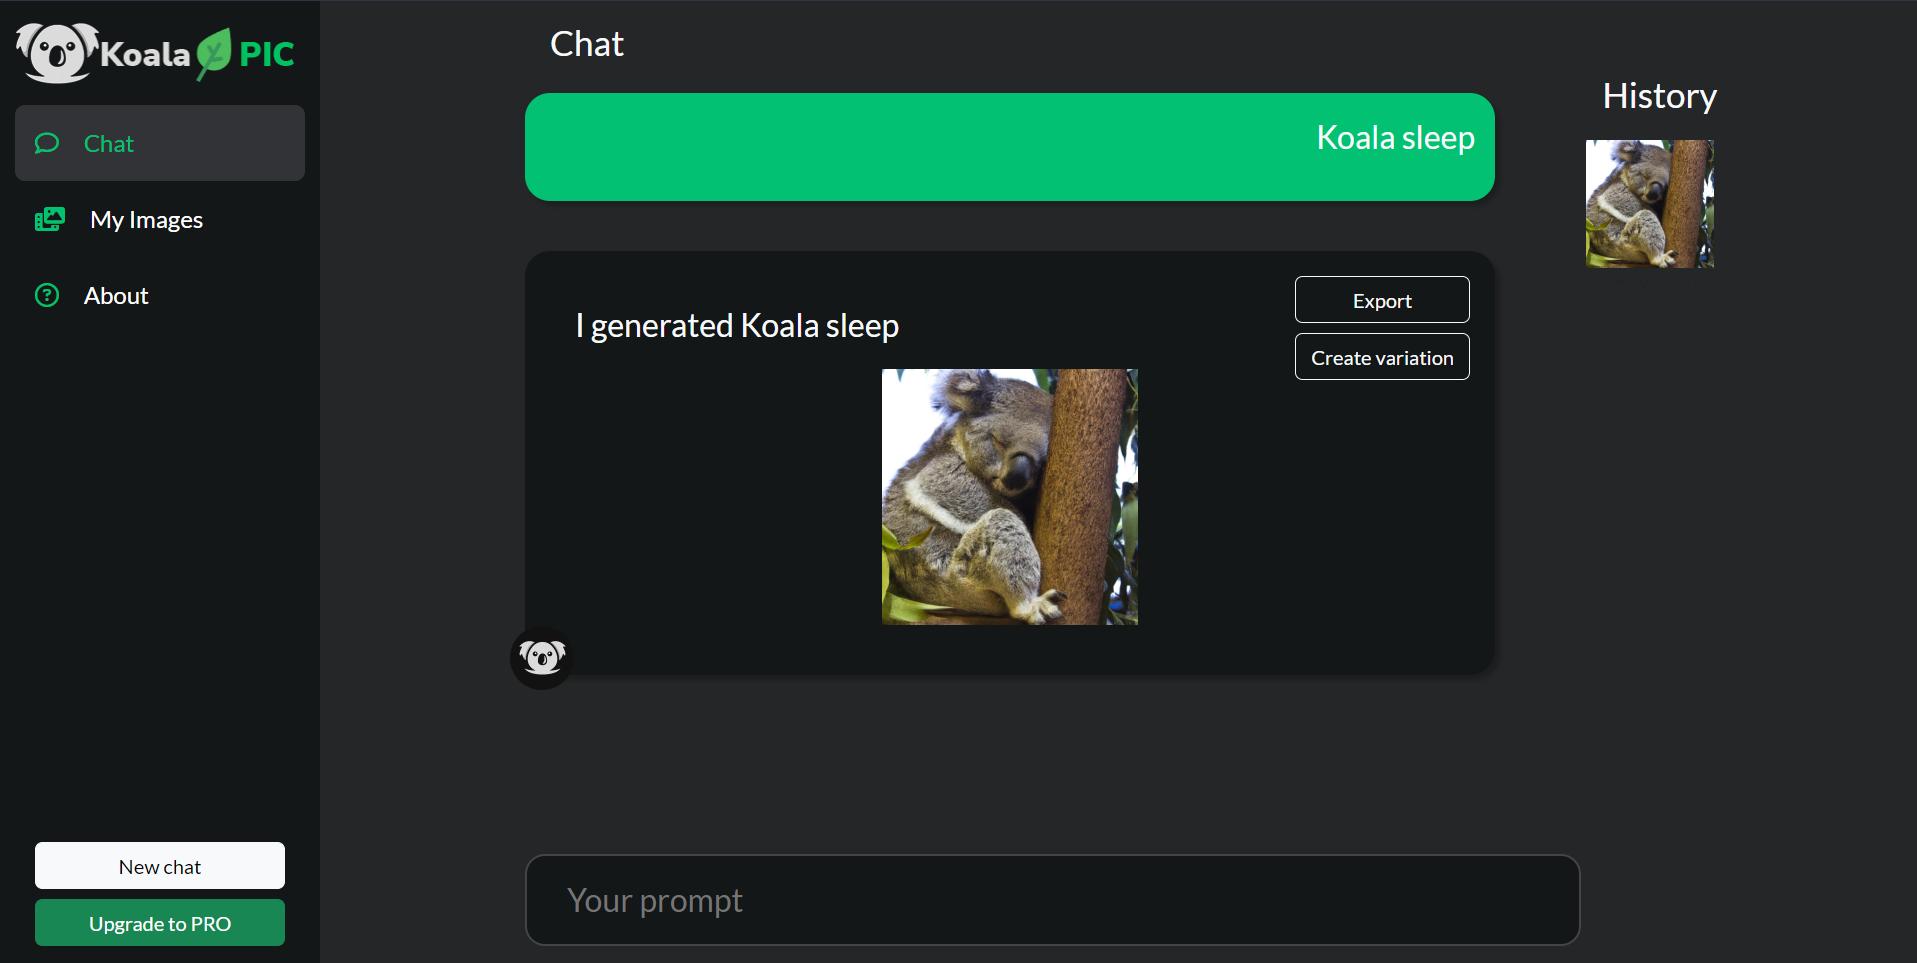 Koala PIC
Chat
My Images
About
New chat
Upgrade to PRO
Chat
Koala sleep
I generated Koala sleep
Export
Create variation
Your prompt
History